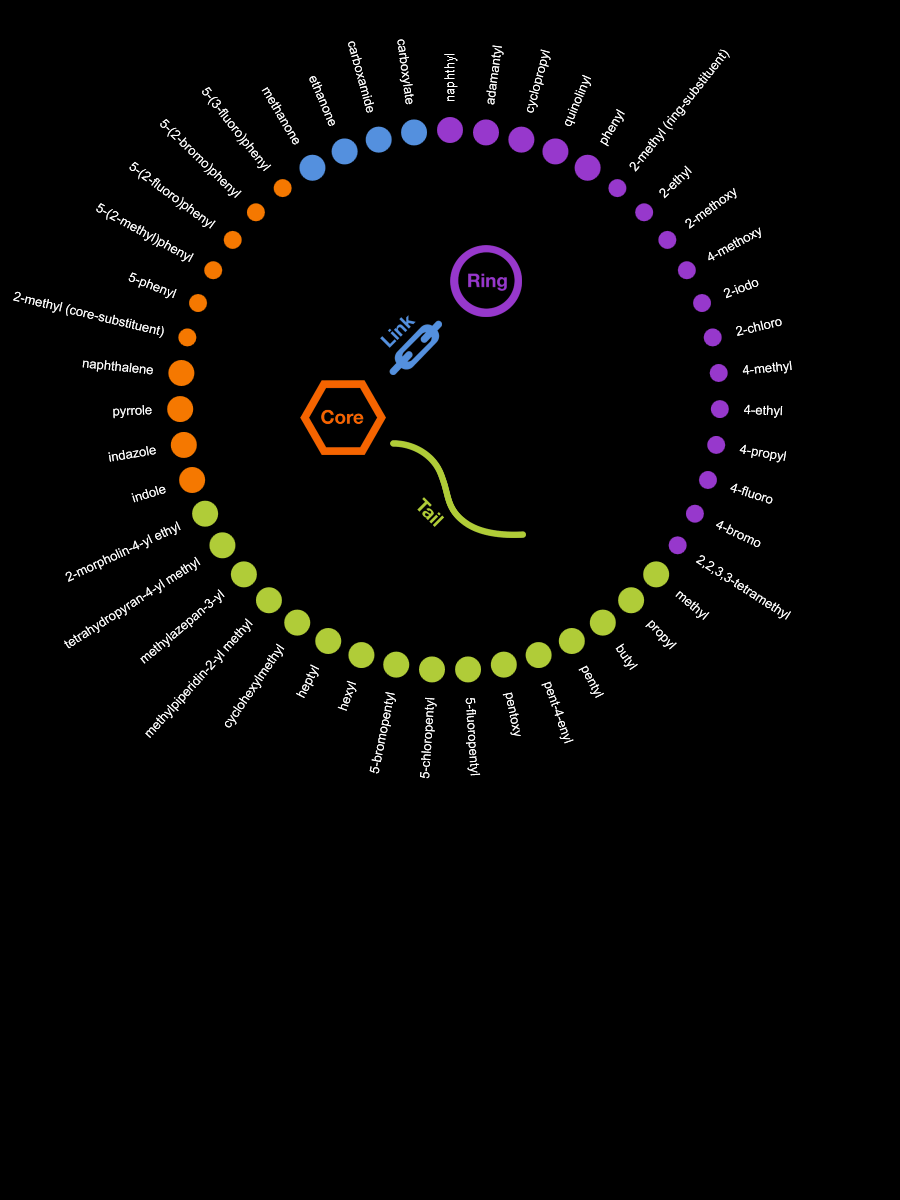 naphthyl
adamantyl
cyclopropyl
quinolinyl
phenyl
2-methyl (ring-substituent)
2-ethyl
2-methoxy
4-methoxy
2-iodo
2-chloro
4-methyl
4-ethyl
4-propyl
4-fluoro
4-bromo
2,2,3,3-tetramethyl
methyl
propyl
butyl
pentyl
pent-4-enyl
pentoxy
5-fluoropentyl
5-chloropentyl
5-bromopentyl
hexyl
heptyl
cyclohexylmethyl
methylpiperidin-2-yl methyl
methylazepan-3-yl
tetrahydropyran-4-yl methyl
2-morpholin-4-yl ethyl
indole
indazole
pyrrole
naphthalene
2-methyl (core-substituent)
5-phenyl
5-(2-methyl)phenyl
5-(2-fluoro)phenyl
5-(2-bromo)phenyl
5-(3-fluoro)phenyl
methanone
ethanone
carboxamide
carboxylate
Ring
Link
Core
Tail